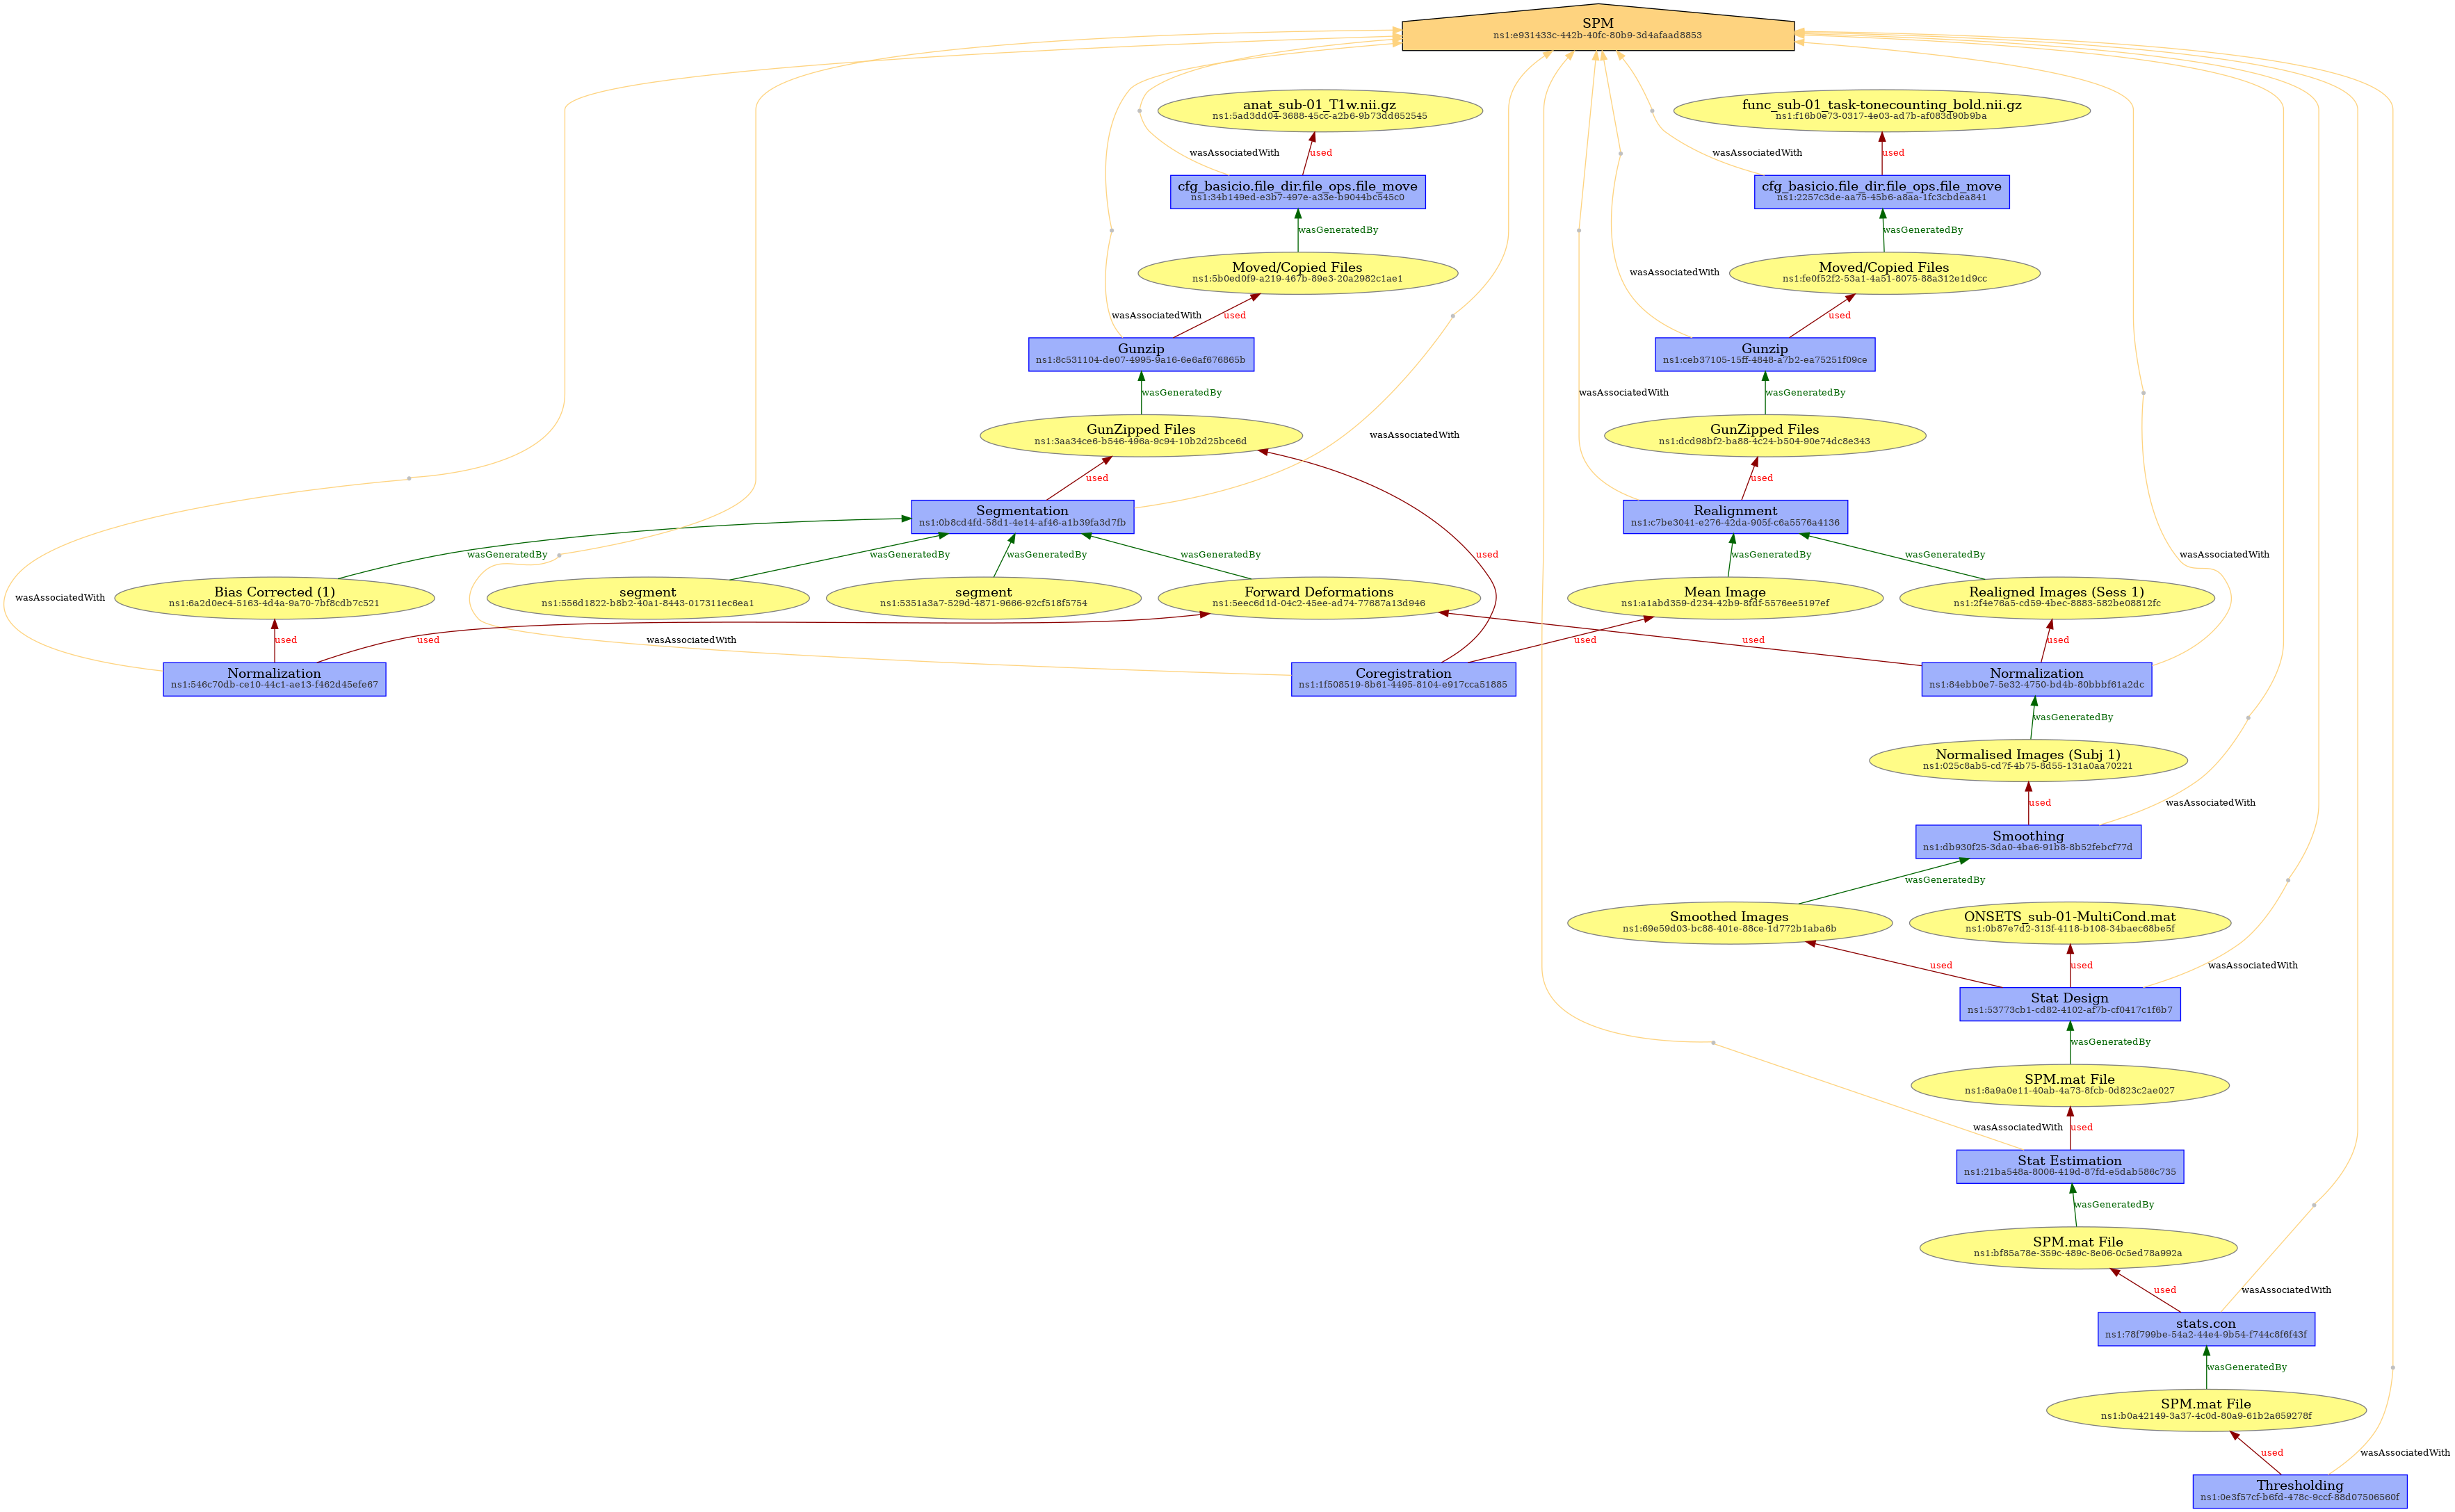 SPM
ns1:e931433c-442b-40fc-80b9-3d4afaad8853
anat_sub-01_T1w.nii.gz
ns1:5ad3dd04-3688-45cc-a2b6-9b73dd652545
func_sub-01_task-tonecounting_bold.nii.gz
ns1:f16b0e73-0317-4e03-ad7b-af083d90b9ba
wasAssociatedWith
used
wasAssociatedWith
used
cfg_basicio.file_dir.file_ops.file_move
ns1:34b149ed-e3b7-497e-a33e-b9044bc545c0
cfg_basicio.file_dir.file_ops.file_move
ns1:2257c3de-aa75-45b6-a8aa-1fc3cbdea841
wasGeneratedBy
wasGeneratedBy
Moved/Copied Files
ns1:5b0ed0f9-a219-467b-89e3-20a2982c1ae1
Moved/Copied Files
ns1:fe0f52f2-53a1-4a51-8075-88a312e1d9cc
wasAssociatedWith
used
wasAssociatedWith
used
Gunzip
ns1:8c531104-de07-4995-9a16-6e6af676865b
Gunzip
ns1:ceb37105-15ff-4848-a7b2-ea75251f09ce
wasGeneratedBy
wasAssociatedWith
wasGeneratedBy
GunZipped Files
ns1:3aa34ce6-b546-496a-9c94-10b2d25bce6d
wasAssociatedWith
GunZipped Files
ns1:dcd98bf2-ba88-4c24-b504-90e74dc8e343
used
used
Segmentation
ns1:0b8cd4fd-58d1-4e14-af46-a1b39fa3d7fb
Realignment
ns1:c7be3041-e276-42da-905f-c6a5576a4136
wasGeneratedBy
wasGeneratedBy
wasGeneratedBy
wasGeneratedBy
used
wasGeneratedBy
wasGeneratedBy
wasAssociatedWith
wasAssociatedWith
Bias Corrected (1)
ns1:6a2d0ec4-5163-4d4a-9a70-7bf8cdb7c521
segment
ns1:556d1822-b8b2-40a1-8443-017311ec6ea1
segment
ns1:5351a3a7-529d-4871-9666-92cf518f5754
Forward Deformations
ns1:5eec6d1d-04c2-45ee-ad74-77687a13d946
Mean Image
ns1:a1abd359-d234-42b9-8fdf-5576ee5197ef
Realigned Images (Sess 1)
ns1:2f4e76a5-cd59-4bec-8883-582be08812fc
used
used
wasAssociatedWith
used
used
used
Normalization
ns1:546c70db-ce10-44c1-ae13-f462d45efe67
Coregistration
ns1:1f508519-8b61-4495-8104-e917cca51885
Normalization
ns1:84ebb0e7-5e32-4750-bd4b-80bbbf61a2dc
wasGeneratedBy
Normalised Images (Subj 1)
ns1:025c8ab5-cd7f-4b75-8d55-131a0aa70221
used
wasAssociatedWith
Smoothing
ns1:db930f25-3da0-4ba6-91b8-8b52febcf77d
wasGeneratedBy
Smoothed Images
ns1:69e59d03-bc88-401e-88ce-1d772b1aba6b
ONSETS_sub-01-MultiCond.mat
ns1:0b87e7d2-313f-4118-b108-34baec68be5f
used
used
wasAssociatedWith
Stat Design
ns1:53773cb1-cd82-4102-af7b-cf0417c1f6b7
wasGeneratedBy
SPM.mat File
ns1:8a9a0e11-40ab-4a73-8fcb-0d823c2ae027
wasAssociatedWith
used
Stat Estimation
ns1:21ba548a-8006-419d-87fd-e5dab586c735
wasGeneratedBy
SPM.mat File
ns1:bf85a78e-359c-489c-8e06-0c5ed78a992a
used
wasAssociatedWith
stats.con
ns1:78f799be-54a2-44e4-9b54-f744c8f6f43f
wasGeneratedBy
SPM.mat File
ns1:b0a42149-3a37-4c0d-80a9-61b2a659278f
used
wasAssociatedWith
Thresholding
ns1:0e3f57cf-b6fd-478c-9ccf-88d07506560f